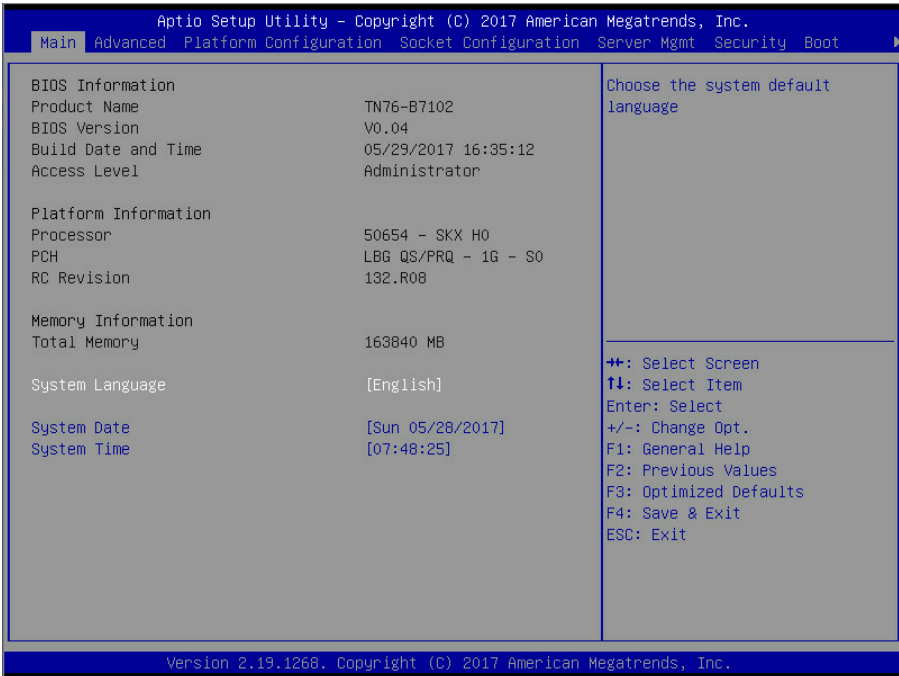 Aptio Setup Utility – Copyright (C) 2017 American Megatrends, Inc.
Main Advanced Platform Configuration Socket Configuration Server Mgmt Security Boot
BIOS Information
Product Name TN76-B7102
BIOS Version V0.04
Build Date and Time 05/29/2017 16:35:12
Access Level Administrator
Platform Information
Processor 50654 - SKX H0
PCH LBG QS/PRQ - 1G - S0
RC Revision 132.R08
Memory Information
Total Memory 163840 MB
System Language [English]
System Date [Sun 05/28/2017]
System Time [07:48:25]
Choose the system default
language
→←: Select Screen
↑↓: Select Item
Enter: Select
+/-: Change Opt.
F1: General Help
F2: Previous Values
F3: Optimized Defaults
F4: Save & Exit
ESC: Exit
Version 2.19.1268. Copyright (C) 2017 American Megatrends, Inc.